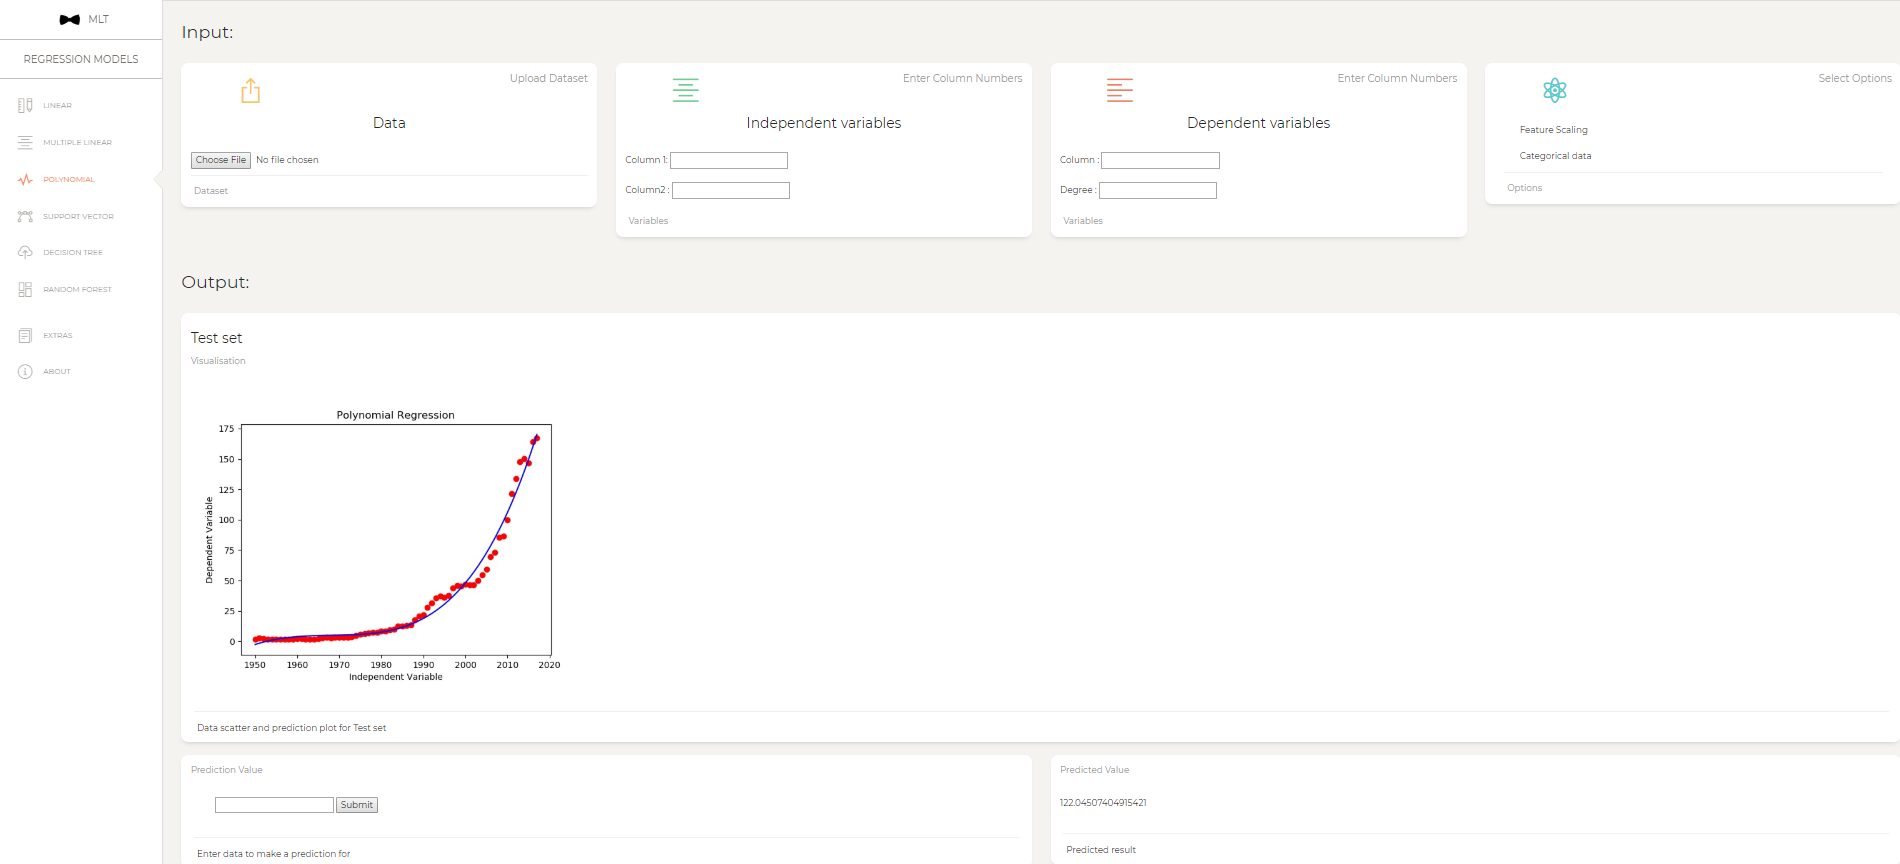 MLT
REGRESSION MODELS
LINEAR
MULTIPLE LINEAR
POLYNOMIAL
SUPPORT VECTOR
DECISION TREE
RANDOM FOREST
EXTRAS
ABOUT
Input:
Upload Dataset
Data
Choose File No file chosen
Dataset
Enter Column Numbers
Independent variables
Column 1:
Column2 :
Variables
Enter Column Numbers
Dependent variables
Column :
Degree :
Variables
Select Options
Feature Scaling
Categorical data
Options
Output:
Test set
Visualisation
Polynomial Regression
175
150
125
100
75
50
25
0
Dependent Variable
1950 1960 1970 1980 1990 2000 2010 2020
Independent Variable
Data scatter and prediction plot for Test set
Prediction Value
Submit
Enter data to make a prediction for
Predicted Value
122.04507404915421
Predicted result